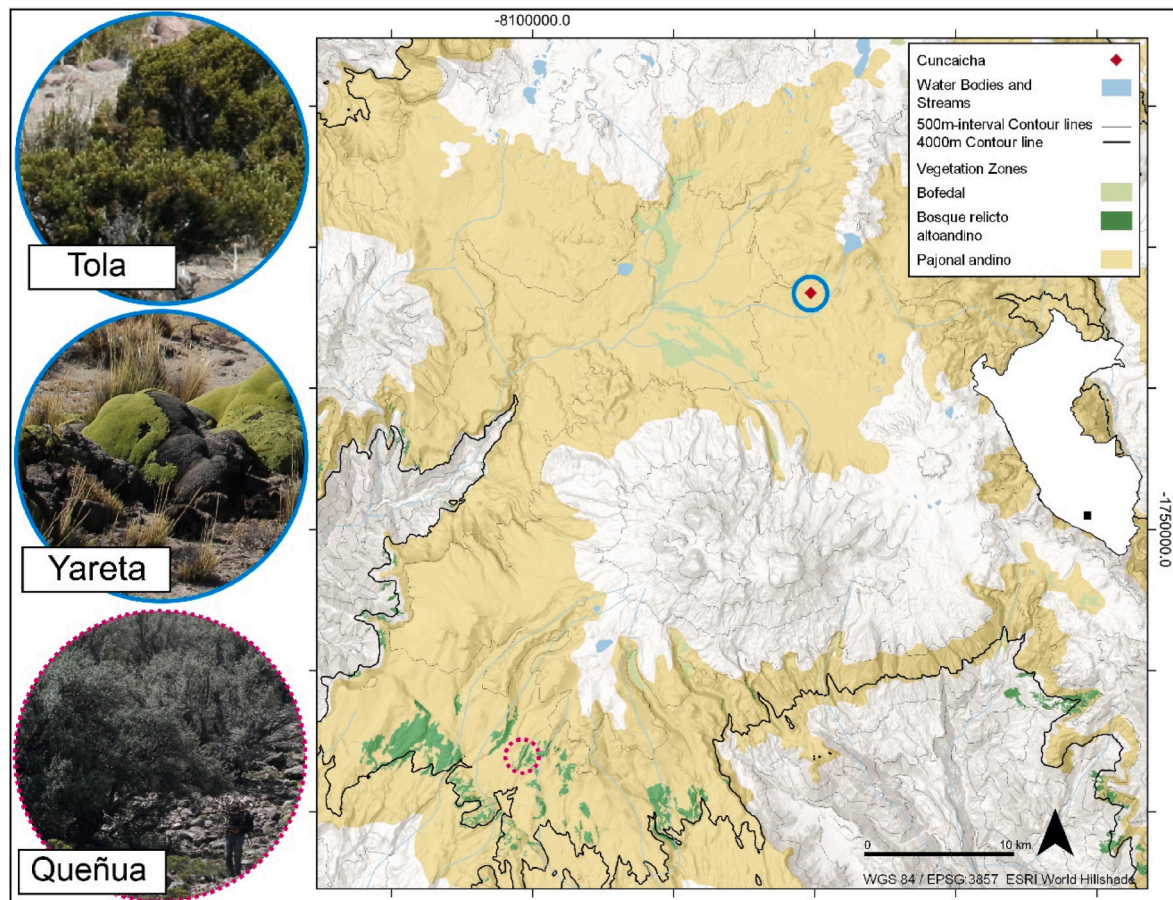 -8100000.0
Tola
Yareta
Queñua
Cuncaicha
Water Bodies and
Streams
500m-interval Contour lines
4000m Contour line
Vegetation Zones
Bofedal
Bosque relicto
altoandino
Pajonal andino
-1750000.0
0
10 km
WGS 84 / EPSG:3857 ESRI World Hillshade